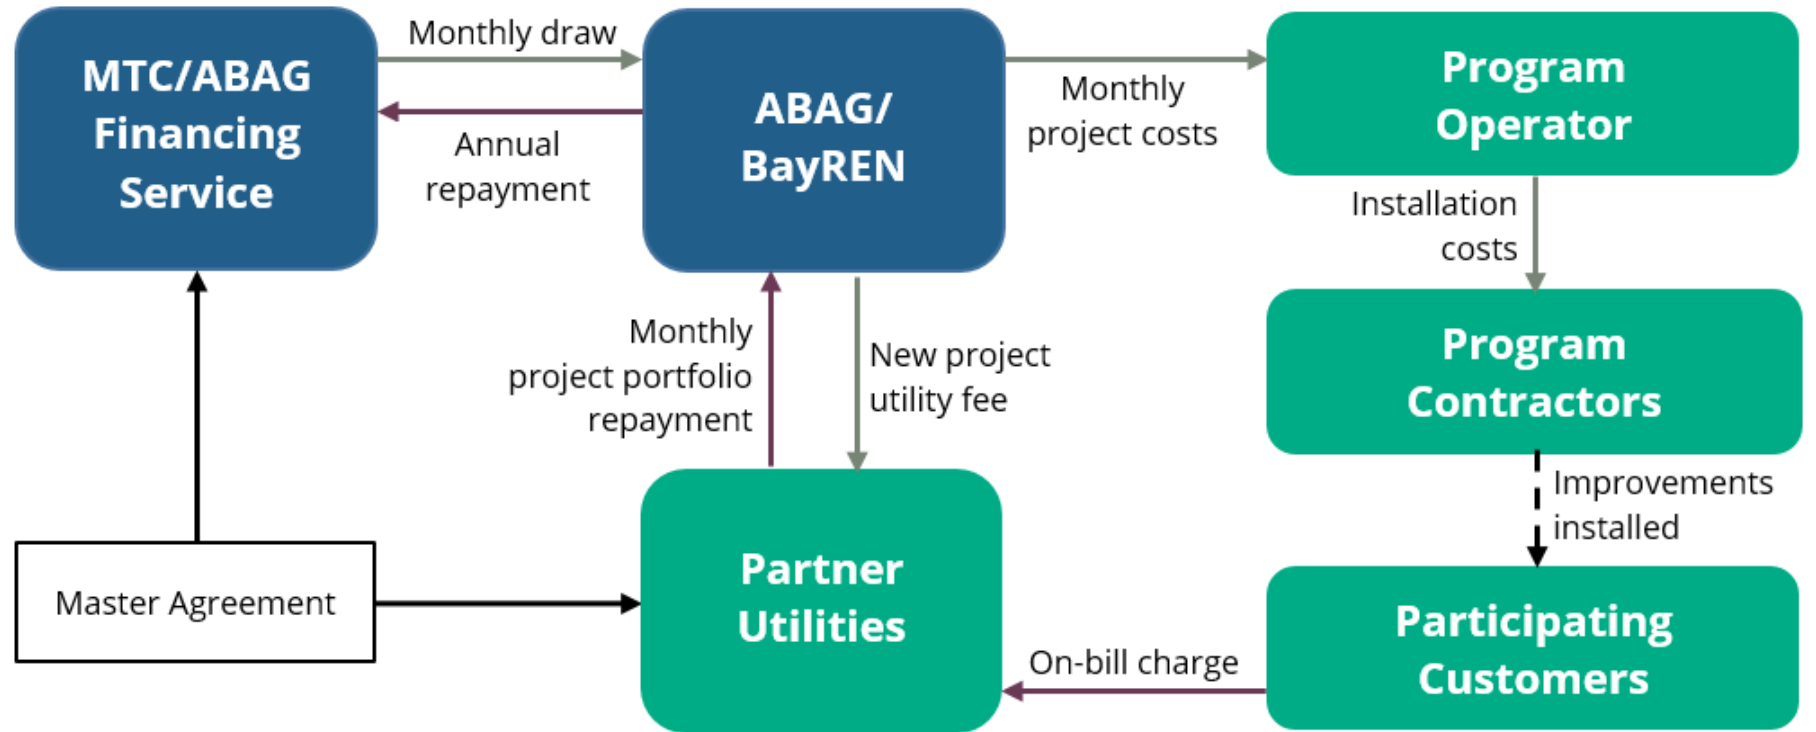 MTC/ABAG
Financing
Service
Monthly draw
Annual
repayment
ABAG/
BayREN
Monthly
project costs
Program
Operator
Installation
costs
Program
Contractors
Monthly
project portfolio
repayment
New project
utility fee
Improvements
installed
Master Agreement
Partner
Utilities
On-bill charge
Participating
Customers